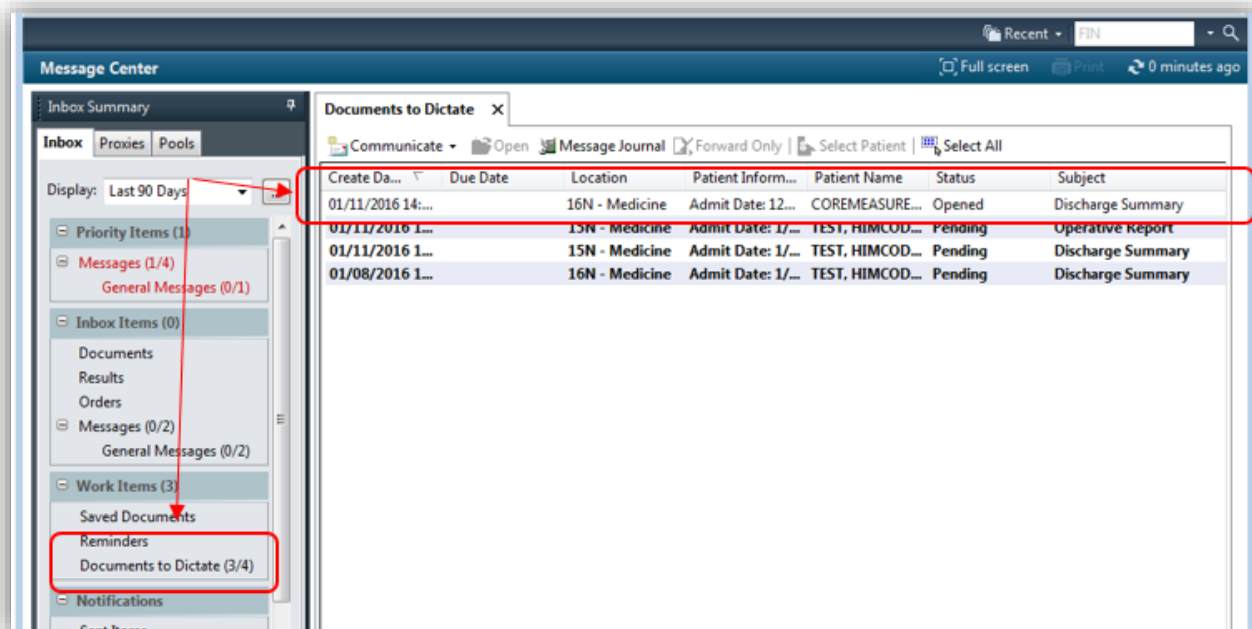 Recent FIN
Message Center Full screen Print 0 minutes ago
Inbox Summary
Inbox Proxies Pools
Display: Last 90 Days ...
Priority Items (1)
Messages (1/4)
General Messages (0/1)
Inbox Items (0)
Documents
Results
Orders
Messages (0/2)
General Messages (0/2)
Work Items (3)
Saved Documents
Reminders
Documents to Dictate (3/4)
Notifications
Sent Items
Documents to Dictate X
Communicate Open Message Journal Forward Only Select Patient Select All
Create Da... Due Date Location Patient Inform... Patient Name Status Subject
01/11/2016 14:... 16N - Medicine Admit Date: 12... COREMEASURE... Opened Discharge Summary
01/11/2016 1... 15N - Medicine Admit Date: 1/... TEST, HIMCOD... Pending Operative Report
01/11/2016 1... 15N - Medicine Admit Date: 1/... TEST, HIMCOD... Pending Discharge Summary
01/08/2016 1... 16N - Medicine Admit Date: 1/... TEST, HIMCOD... Pending Discharge Summary